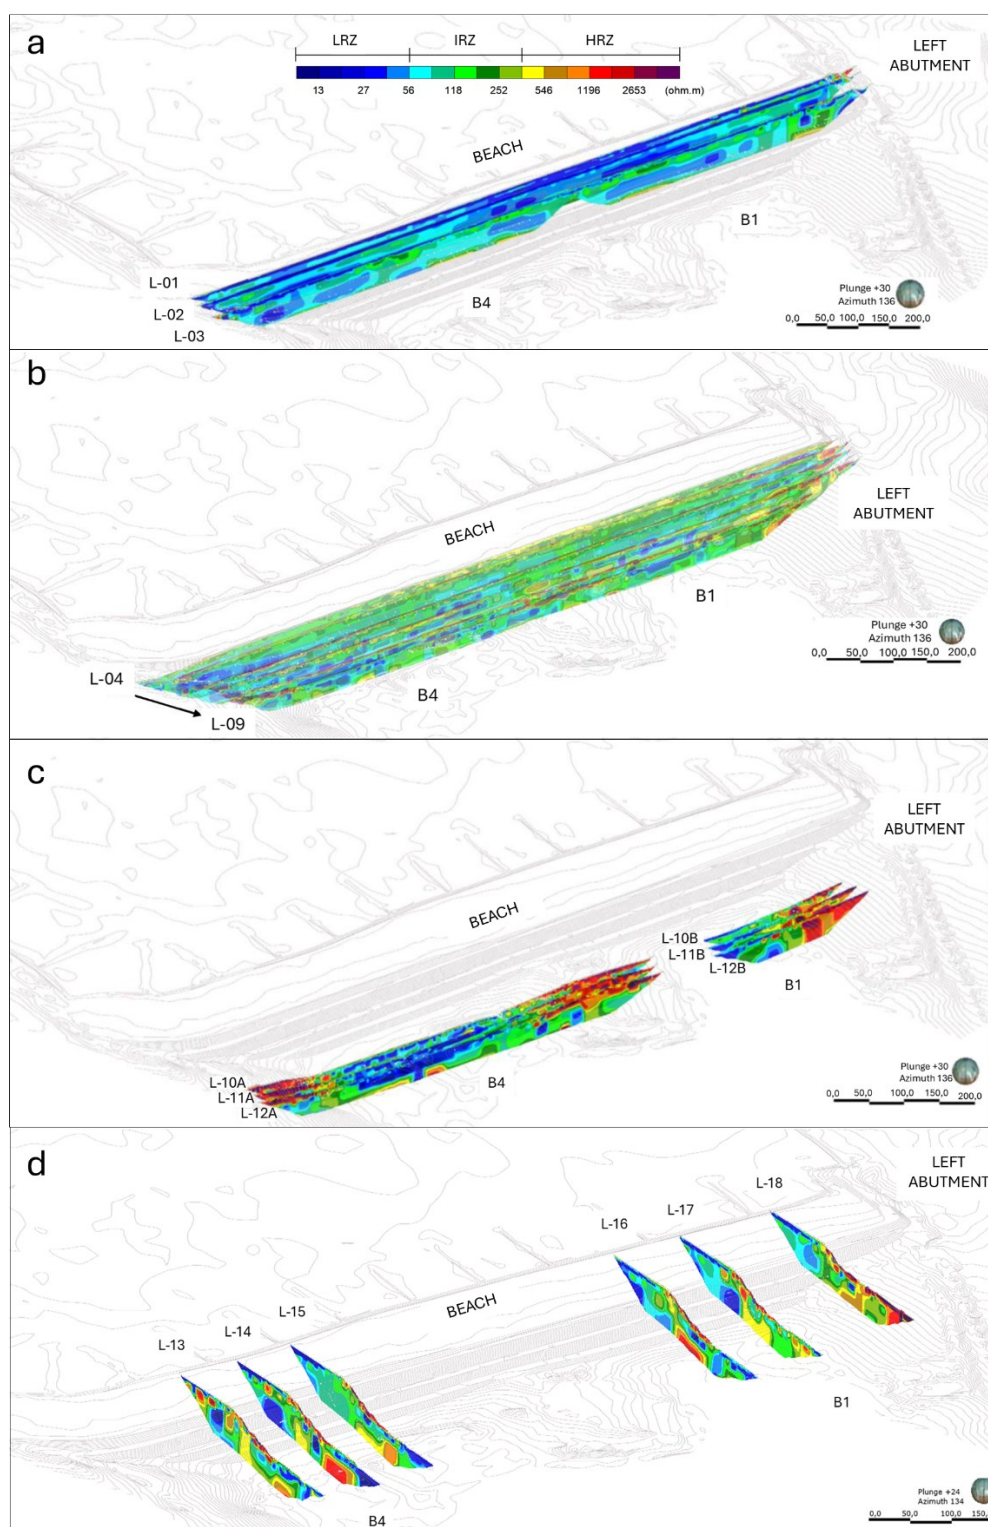 a
LRZ IRZ HRZ
13 27 56 118 252 546 1196 2653 (ohm.m)
LEFT
ABUTMENT
BEACH
B1
L-01
L-02
L-03
B4
Plunge +30
Azimuth 136
0,0 50,0 100,0 150,0 200,0
b
BEACH
LEFT
ABUTMENT
B1
Plunge +30
Azimuth 136
0,0 50,0 100,0 150,0 200,0
L-04
L-09
B4
c
LEFT
ABUTMENT
BEACH
L-10B
L-11B
L-12B
B1
L-10A
L-11A
L-12A
B4
Plunge +30
Azimuth 136
0,0 50,0 100,0 150,0 200,0
d
LEFT
ABUTMENT
L-18
L-17
L-16
BEACH
L-15
L-14
L-13
B1
B4
Plunge +24
Azimuth 134
0,0 50,0 100,0